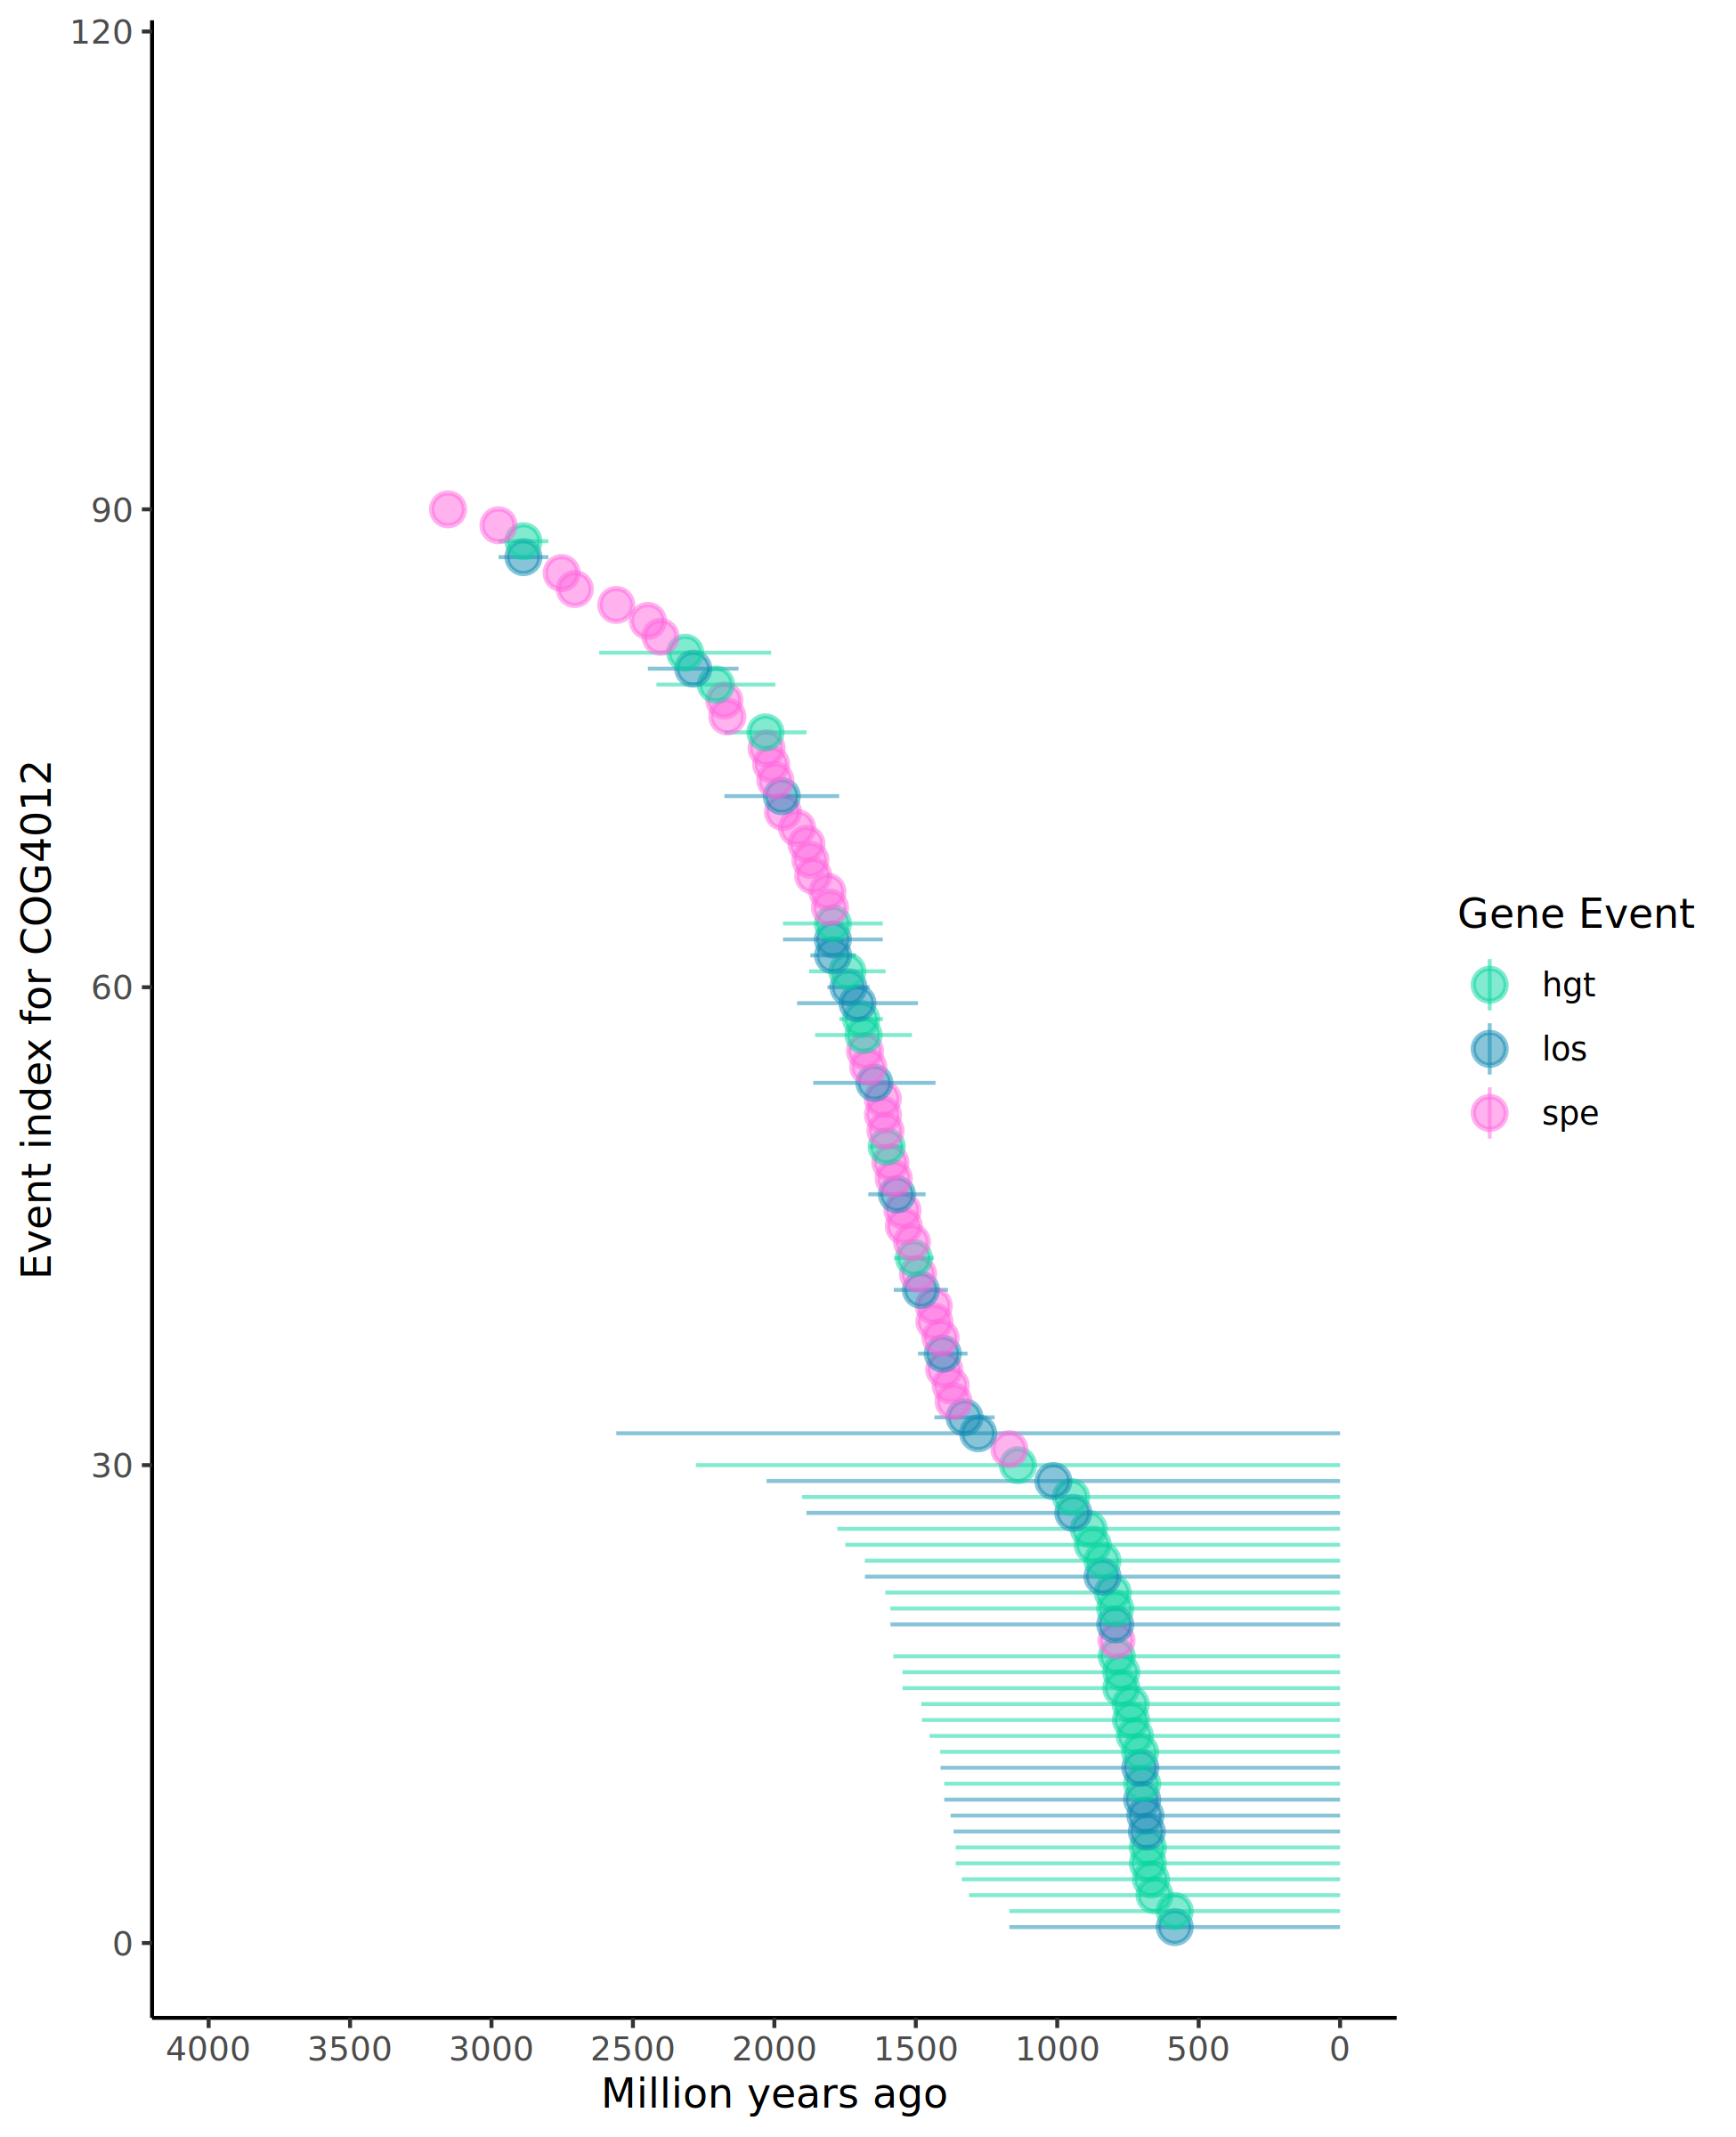 120
90
60
30
0
Event index for COG4012
4000 3500 3000 2500 2000 1500 1000 500 0
Million years ago
Gene Event
hgt
los
spe